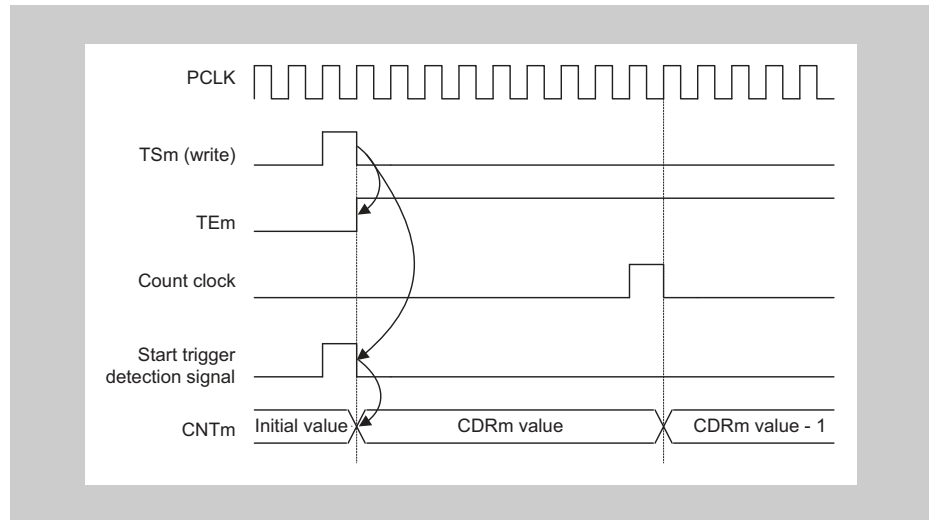 PCLK
TSm (write)
TEm
Count clock
Start trigger
detection signal
CNTm
Initial value
CDRm value
CDRm value - 1